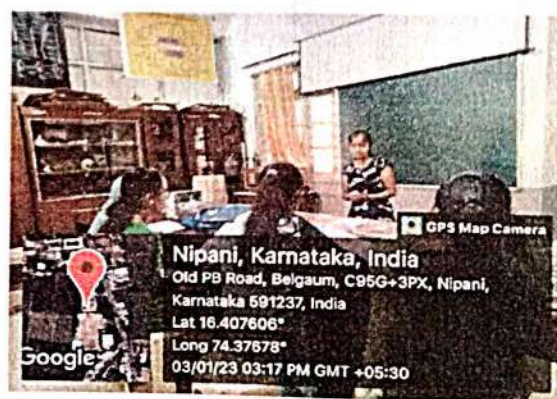 GPS Map Camera
Nipani, Karnataka, India
Old PB Road, Belgaum, C95G+3PX, Nipani,
Karnataka 591237, India
Lat 16.407606°
Long 74.37678°
03/01/23 03:17 PM GMT +05:30
Google